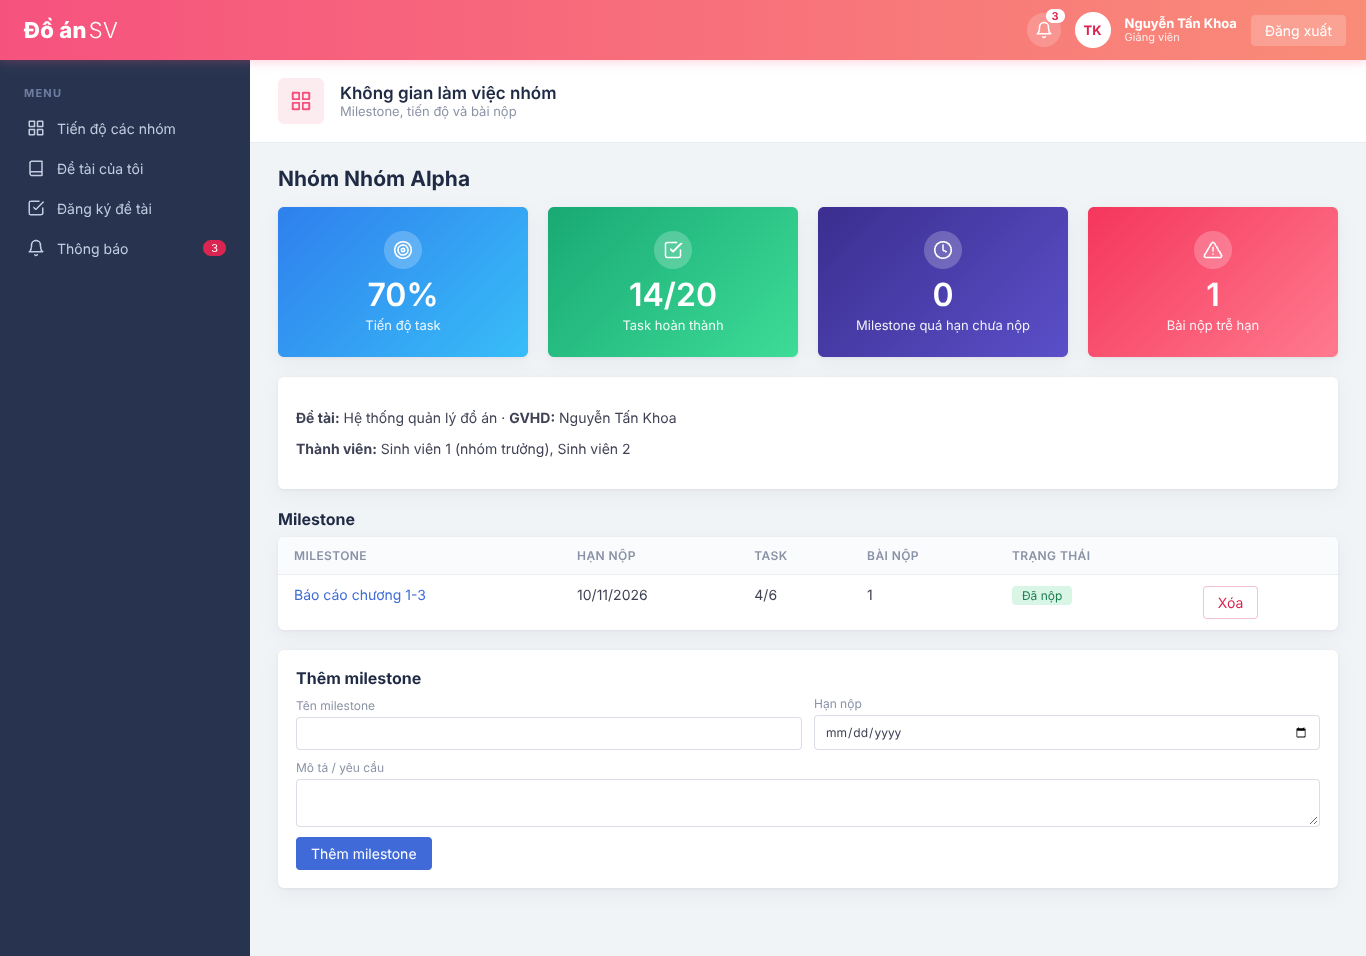 Đồ án SV
3
TK
Nguyễn Tấn Khoa
Giảng viên
Đăng xuất
MENU
Tiến độ các nhóm
Đề tài của tôi
Đăng ký đề tài
Thông báo
3
Không gian làm việc nhóm
Milestone, tiến độ và bài nộp
Nhóm Nhóm Alpha
70%
Tiến độ task
14/20
Task hoàn thành
0
Milestone quá hạn chưa nộp
1
Bài nộp trễ hạn
Đề tài: Hệ thống quản lý đồ án · GVHD: Nguyễn Tấn Khoa
Thành viên: Sinh viên 1 (nhóm trưởng), Sinh viên 2
Milestone
MILESTONE HẠN NỘP TASK BÀI NỘP TRẠNG THÁI
Báo cáo chương 1-3 10/11/2026 4/6 1 Đã nộp Xóa
Thêm milestone
Tên milestone Hạn nộp
mm/dd/yyyy
Mô tả / yêu cầu
Thêm milestone